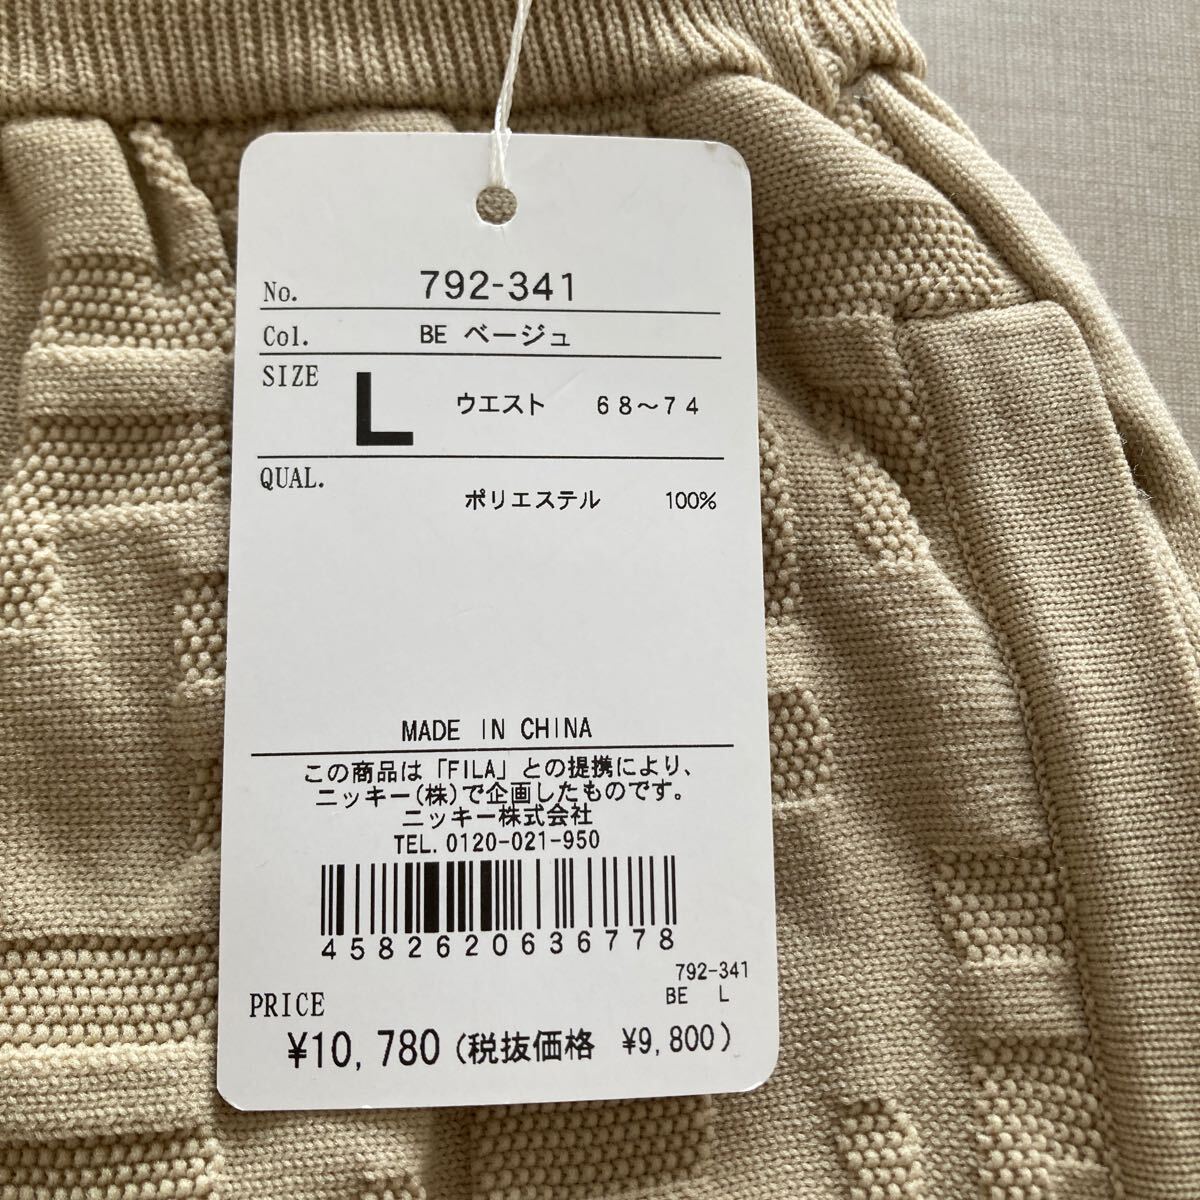 No. 792-341
Col. BE ベージュ
SIZE L ウエスト 68～74
QUAL.
ポリエステル 100%
MADE IN CHINA
この商品は「FILA」との提携により、
ニッキー(株)で企画したものです。
ニッキー株式会社
TEL. 0120-021-950
4582620636778
792-341
BE L
PRICE
¥10,780 (税抜価格 ¥9,800)